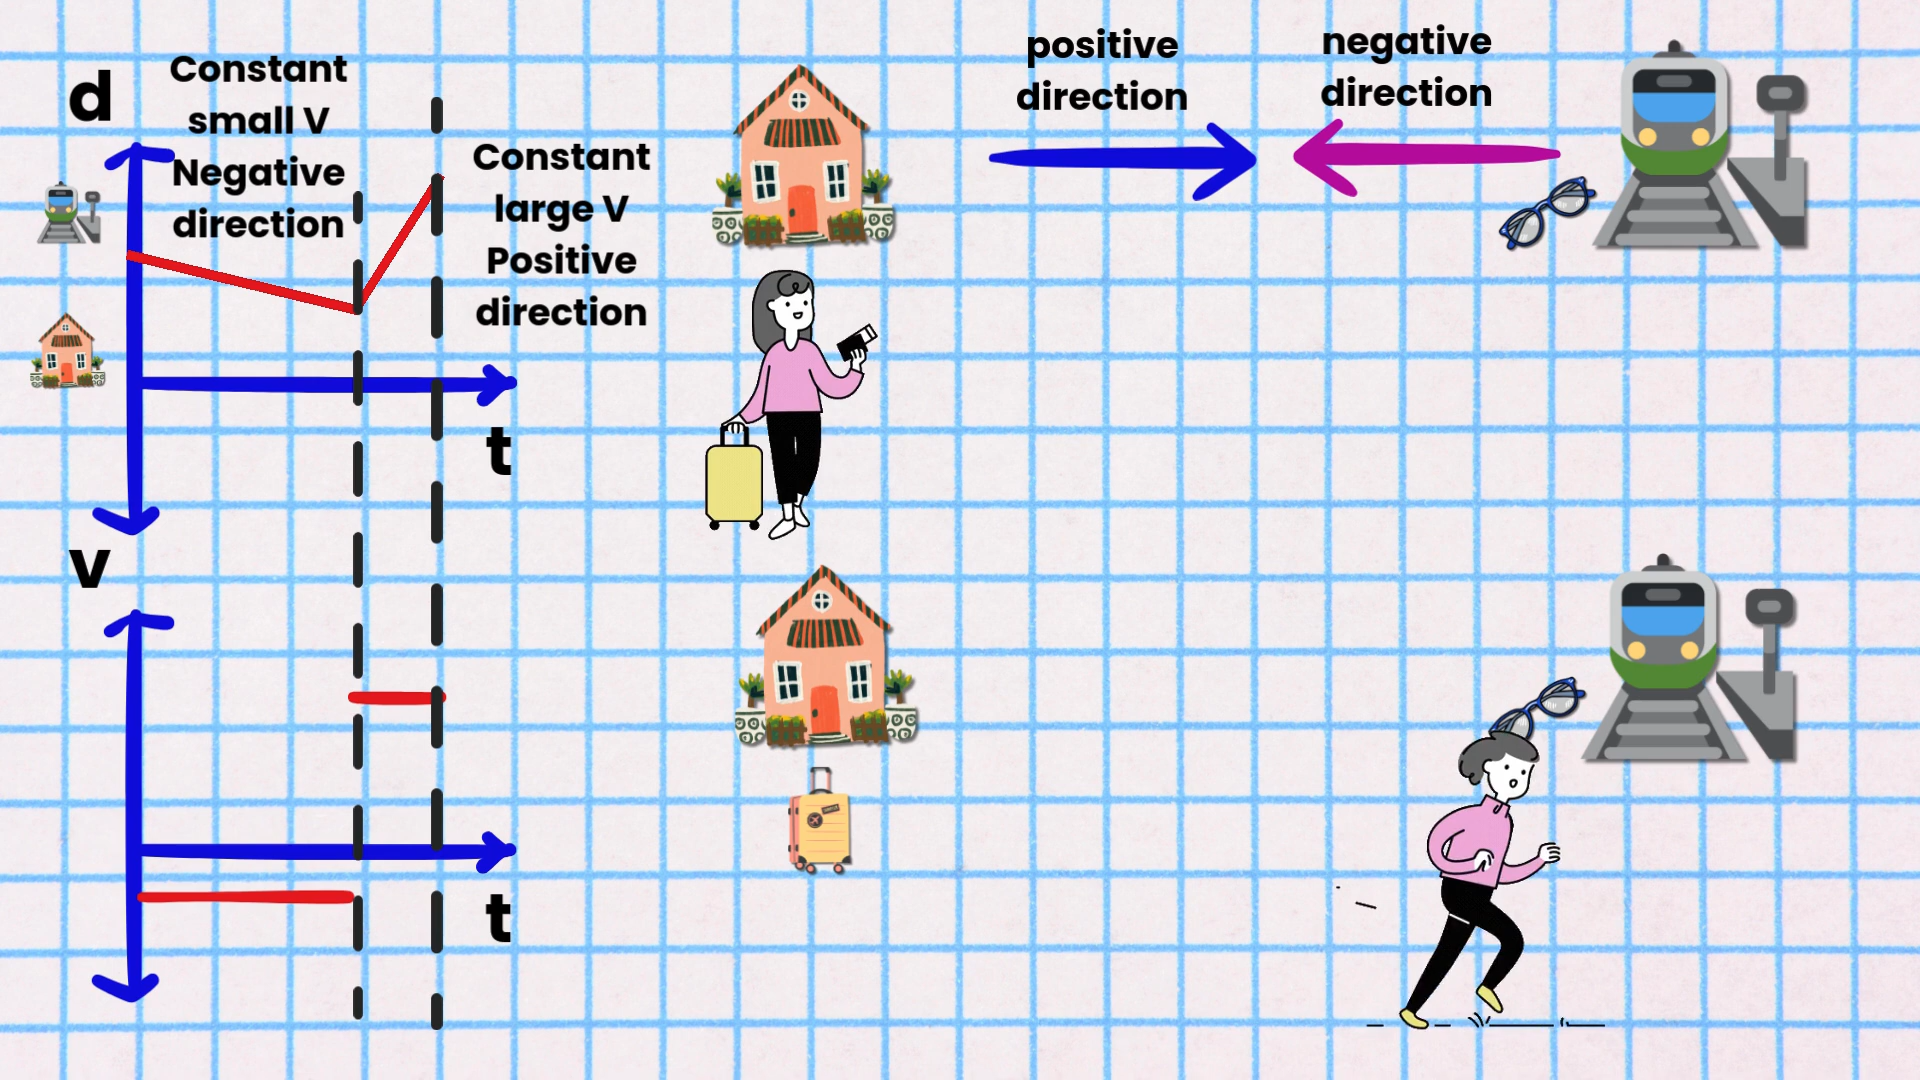 d
Constant
small V
Negative
direction
Constant
large V
Positive
direction
t
v
t
positive
direction
negative
direction